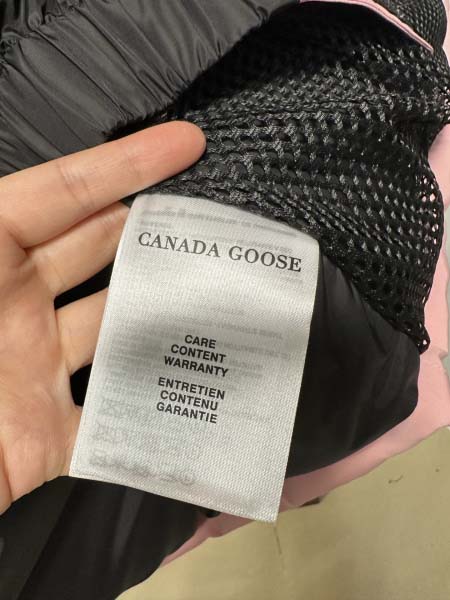 CANADA GOOSE
CARE
CONTENT
WARRANTY
ENTRETIEN
CONTENU
GARANTIE